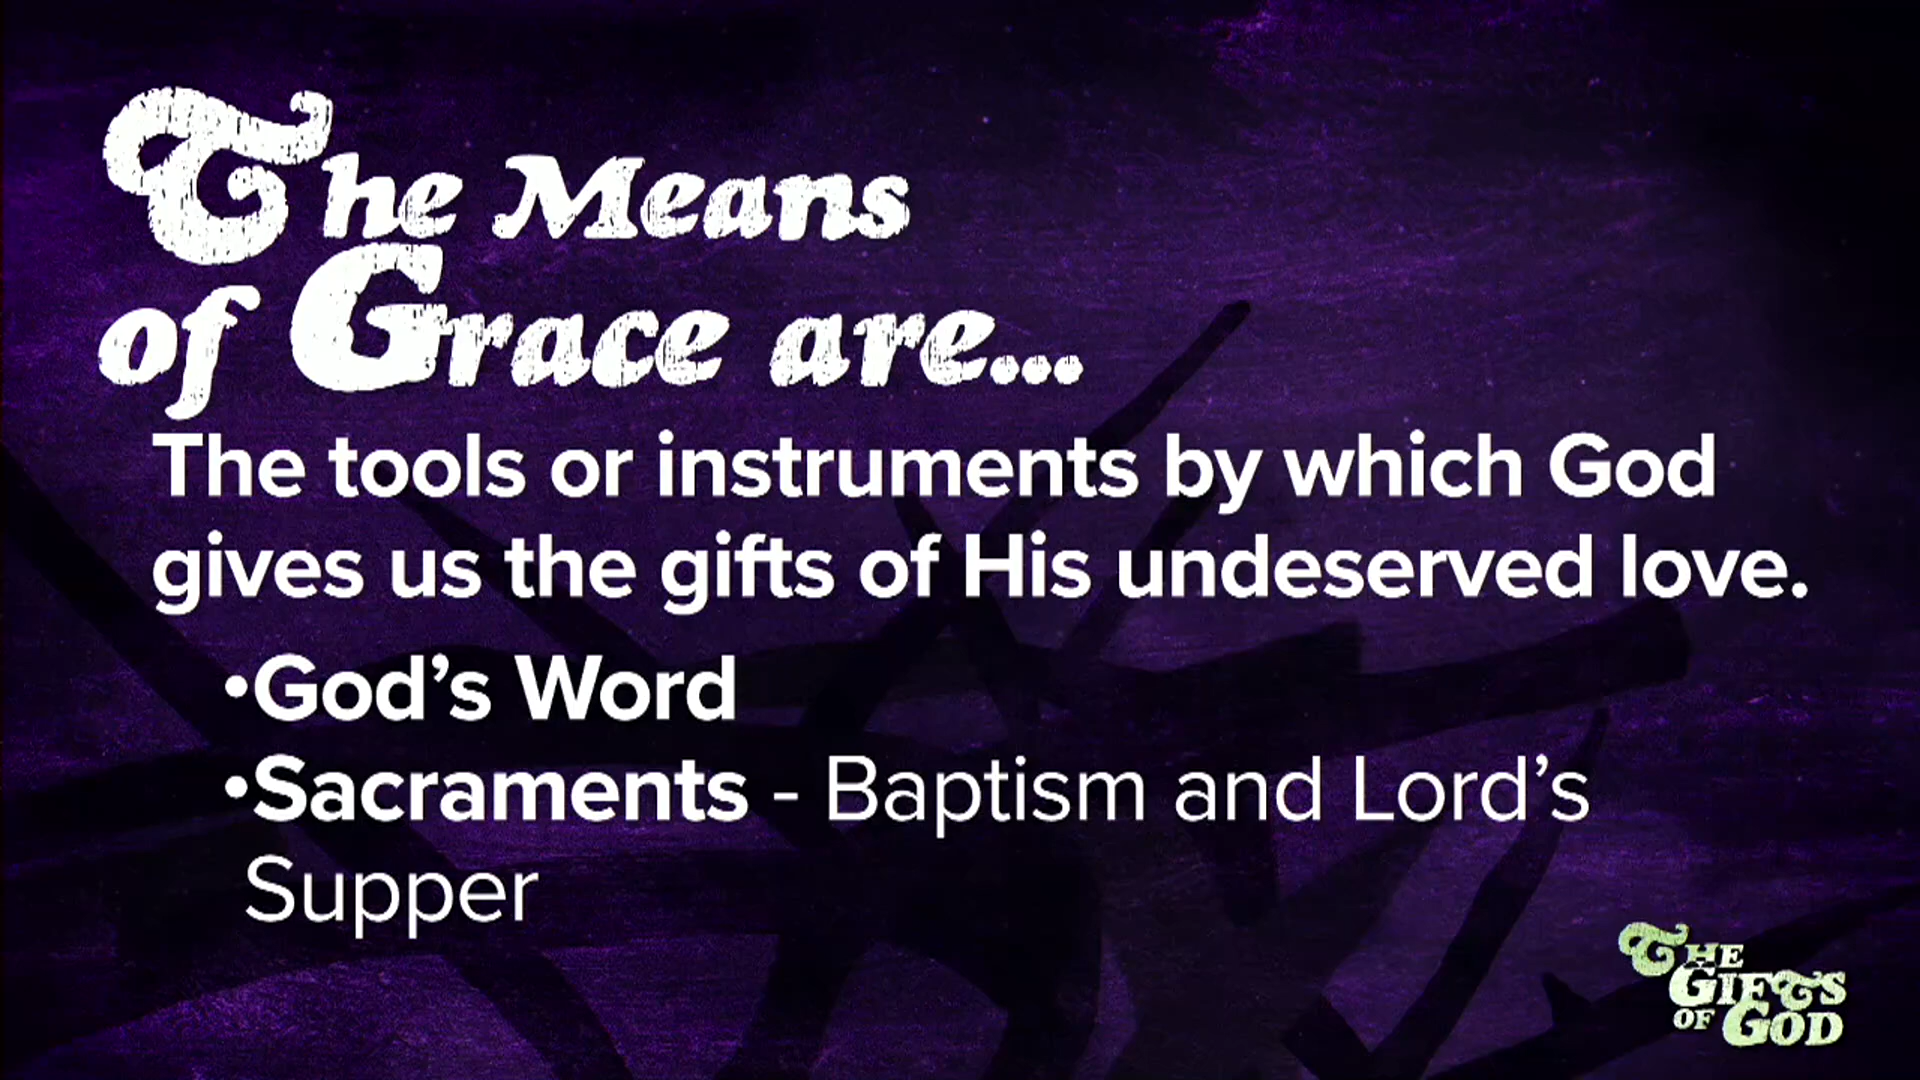 The Means
of Grace are...
The tools or instruments by which God
gives us the gifts of His undeserved love.
•God’s Word
•Sacraments - Baptism and Lord’s
Supper
THE
GIFTS
OF GOD